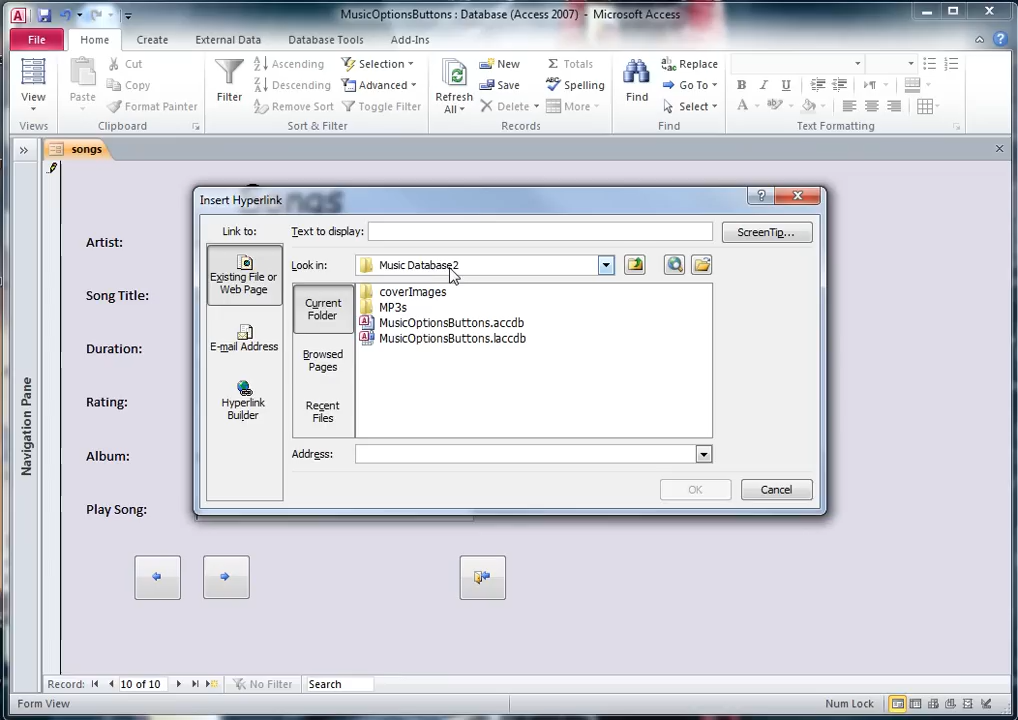 MusicOptionsButtons : Database (Access 2007) - Microsoft Access
File Home Create External Data Database Tools Add-Ins
View
Views
Paste
Cut
Copy
Format Painter
Clipboard
Filter
Ascending
Descending
Remove Sort
Selection
Advanced
Toggle Filter
Sort & Filter
Refresh
All
New
Save
Delete
Totals
Spelling
More
Records
Find
Replace
Go To
Select
Find
B I U
A
Text Formatting
songs
Songs
Navigation Pane
Artist:
Song Title:
Duration:
Rating:
Album:
Play Song:
Insert Hyperlink
Link to:
Text to display:
ScreenTip...
Existing File or
Web Page
E-mail Address
Hyperlink
Builder
Look in:
Music Database2
Current
Folder
Browsed
Pages
Recent
Files
coverImages
MP3s
MusicOptionsButtons.accdb
MusicOptionsButtons.laccdb
Address:
OK
Cancel
Record: 10 of 10 No Filter Search
Form View
Num Lock